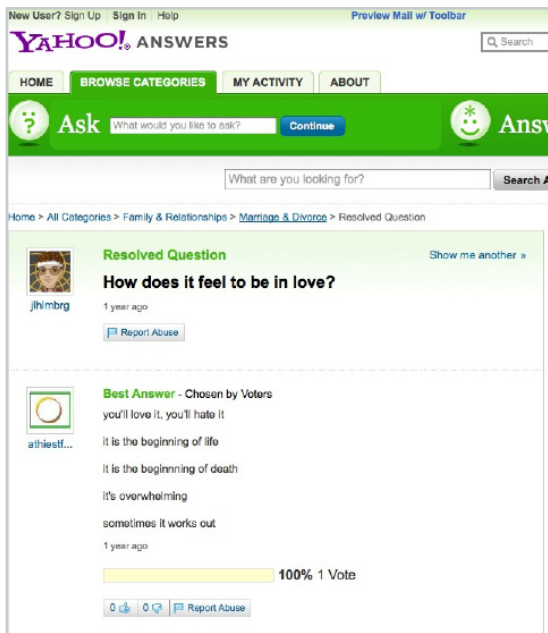 New User? Sign Up | Sign In | Help Preview Mail w/ Toolbar
YAHOO! ANSWERS Search
HOME BROWSE CATEGORIES MY ACTIVITY ABOUT
Ask What would you like to ask? Continue Answ
What are you looking for? Search A
Home > All Categories > Family & Relationships > Marriage & Divorce > Resolved Question
Resolved Question Show me another »
How does it feel to be in love?
jlhimbrg 1 year ago
Report Abuse
Best Answer - Chosen by Voters
you'll love it, you'll hate it
athiestf... it is the beginning of life
it is the beginnning of death
it's overwhelming
sometimes it works out
1 year ago
100% 1 Vote
0 0 Report Abuse